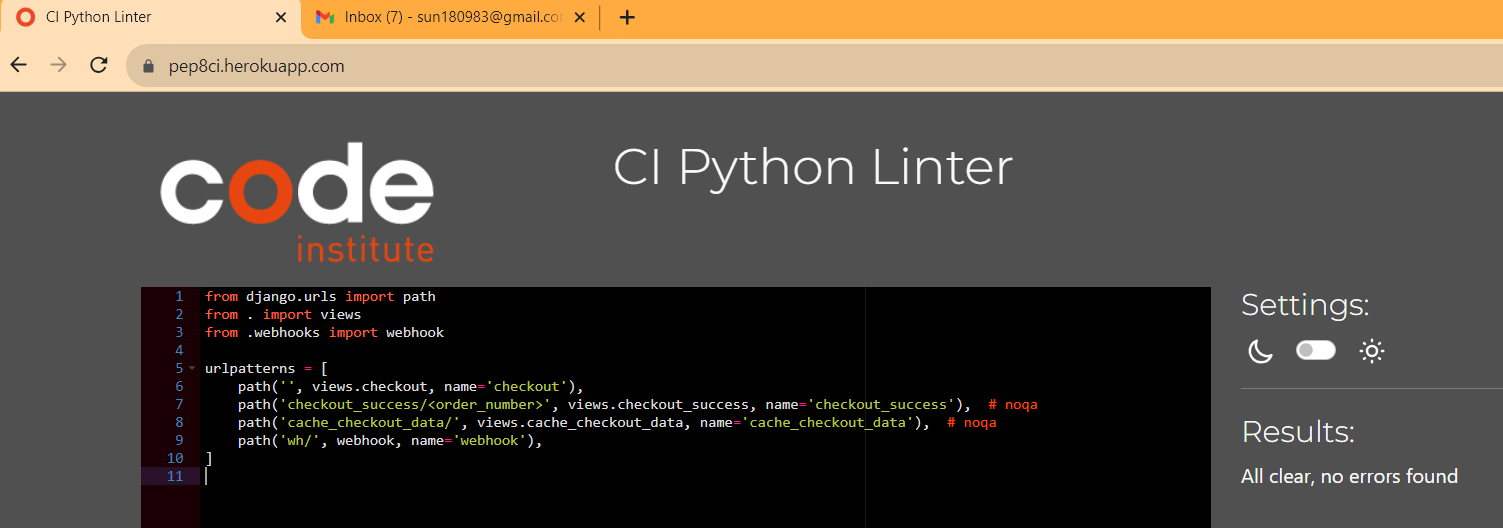 CI Python Linter
Inbox (7) - sun180983@gmail.co
pep8ci.herokuapp.com
code
institute
CI Python Linter
1 from django.urls import path
2 from . import views
3 from .webhooks import webhook
4
5 urlpatterns = [
6     path('', views.checkout, name='checkout'),
7     path('checkout_success/<order_number>', views.checkout_success, name='checkout_success'),  # noqa
8     path('cache_checkout_data/', views.cache_checkout_data, name='cache_checkout_data'),  # noqa
9     path('wh/', webhook, name='webhook'),
10 ]
11
Settings:
Results:
All clear, no errors found